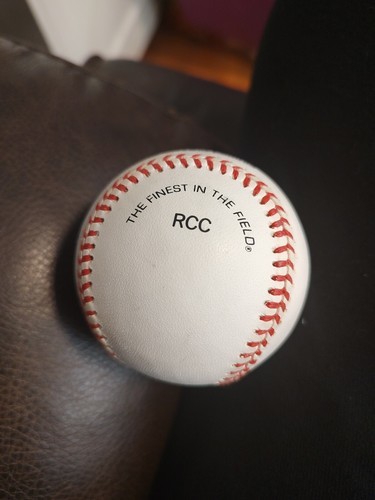 THE FINEST IN THE FIELD®
RCC